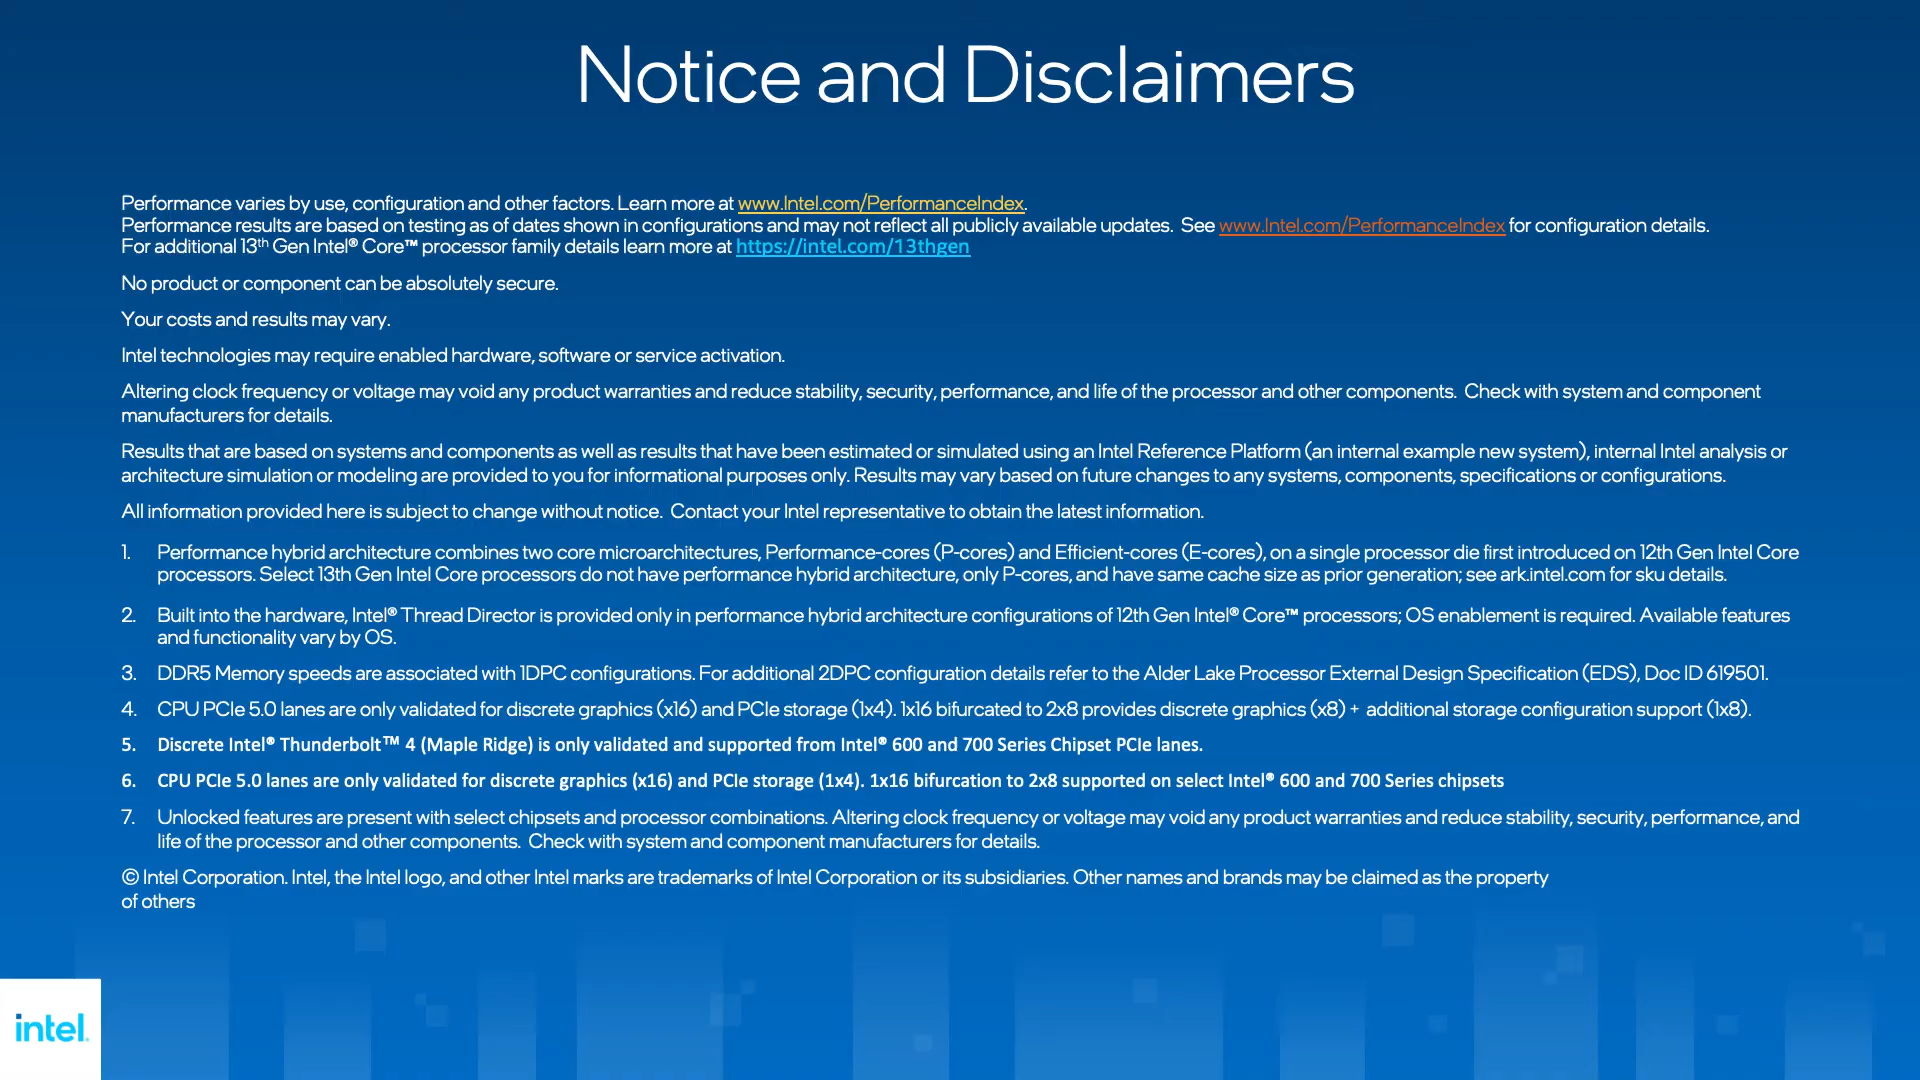 Notice and Disclaimers
Performance varies by use, configuration and other factors. Learn more at www.Intel.com/PerformanceIndex.
Performance results are based on testing as of dates shown in configurations and may not reflect all publicly available updates.  See www.Intel.com/PerformanceIndex for configuration details.
For additional 13th Gen Intel® Core™ processor family details learn more at https://intel.com/13thgen
No product or component can be absolutely secure.
Your costs and results may vary.
Intel technologies may require enabled hardware, software or service activation.
Altering clock frequency or voltage may void any product warranties and reduce stability, security, performance, and life of the processor and other components.  Check with system and component
manufacturers for details.
Results that are based on systems and components as well as results that have been estimated or simulated using an Intel Reference Platform (an internal example new system), internal Intel analysis or
architecture simulation or modeling are provided to you for informational purposes only. Results may vary based on future changes to any systems, components, specifications or configurations.
All information provided here is subject to change without notice.  Contact your Intel representative to obtain the latest information.
1. Performance hybrid architecture combines two core microarchitectures, Performance-cores (P-cores) and Efficient-cores (E-cores), on a single processor die first introduced on 12th Gen Intel Core
processors. Select 13th Gen Intel Core processors do not have performance hybrid architecture, only P-cores, and have same cache size as prior generation; see ark.intel.com for sku details.
2. Built into the hardware, Intel® Thread Director is provided only in performance hybrid architecture configurations of 12th Gen Intel® Core™ processors; OS enablement is required. Available features
and functionality vary by OS.
3. DDR5 Memory speeds are associated with 1DPC configurations. For additional 2DPC configuration details refer to the Alder Lake Processor External Design Specification (EDS), Doc ID 619501.
4. CPU PCIe 5.0 lanes are only validated for discrete graphics (x16) and PCIe storage (1x4). 1x16 bifurcated to 2x8 provides discrete graphics (x8) + additional storage configuration support (1x8).
5. Discrete Intel® Thunderbolt™ 4 (Maple Ridge) is only validated and supported from Intel® 600 and 700 Series Chipset PCIe lanes.
6. CPU PCIe 5.0 lanes are only validated for discrete graphics (x16) and PCIe storage (1x4). 1x16 bifurcation to 2x8 supported on select Intel® 600 and 700 Series chipsets
7. Unlocked features are present with select chipsets and processor combinations. Altering clock frequency or voltage may void any product warranties and reduce stability, security, performance, and
life of the processor and other components.  Check with system and component manufacturers for details.
© Intel Corporation. Intel, the Intel logo, and other Intel marks are trademarks of Intel Corporation or its subsidiaries. Other names and brands may be claimed as the property
of others
intel.